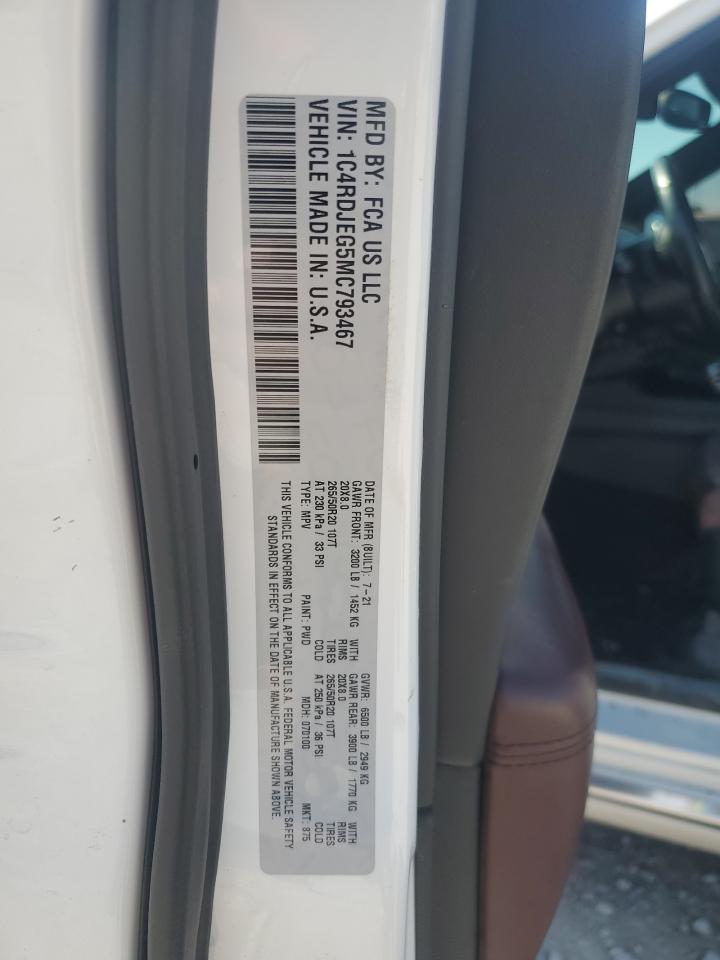 MFD BY: FCA US LLC
VIN: 1C4RDJEG5MC793467
VEHICLE MADE IN: U.S.A.
DATE OF MFR (BUILT): 7-21 GVWR: 6500 LB / 2949 KG
GAWR FRONT: 3200 LB / 1452 KG WITH GAWR REAR: 3900 LB / 1770 KG WITH
20X8.0 RIMS 20X8.0 RIMS
265/50R20 107T TIRES 265/50R20 107T TIRES
AT 230 kPa / 33 PSI COLD AT 250 kPa / 36 PSI COLD
TYPE: MPV PAINT: PWD MDH: 070100 MKT: 875
THIS VEHICLE CONFORMS TO ALL APPLICABLE U.S.A. FEDERAL MOTOR VEHICLE SAFETY
STANDARDS IN EFFECT ON THE DATE OF MANUFACTURE SHOWN ABOVE.